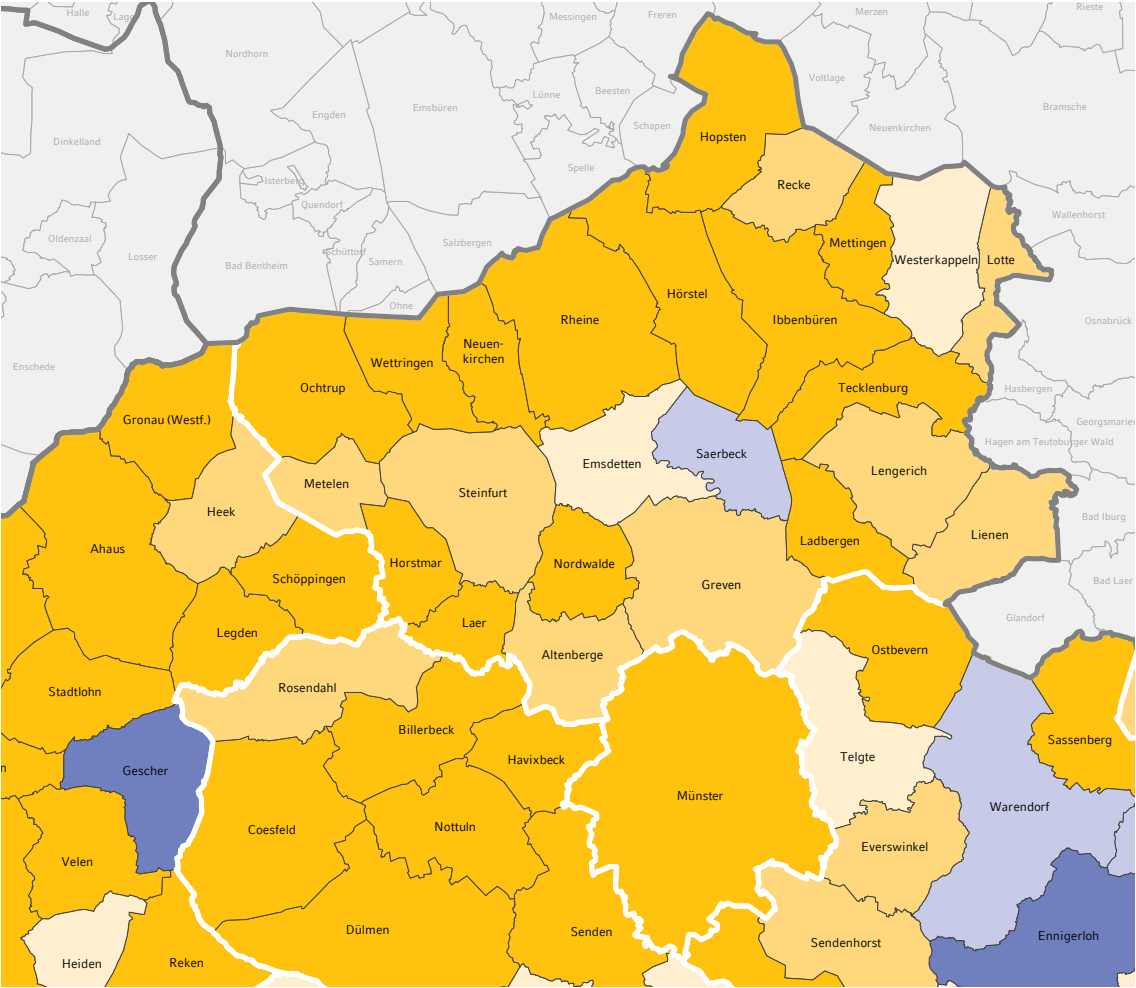 Halle
Lage
Messingen
Freren
Merzen
Rieste
Nordhorn
Voltlage
Lünne
Beesten
Emsbüren
Bramsche
Engden
Schapen
Neuenkirchen
Hopsten
Dinkelland
Spelle
Isterberg
Recke
Quendorf
Wallenhorst
Oldenzaal
Mettingen
Salzbergen
Losser
Schüttorf
Samern
Westerkappeln
Lotte
Bad Bentheim
Hörstel
Ohne
Rheine
Ibbenbüren
Osnabrück
Neuen-
kirchen
Enschede
Wettringen
Ochtrup
Tecklenburg
Hasbergen
Gronau (Westf.)
Georgsmarien
Hagen am Teutoburger Wald
Saerbeck
Emsdetten
Lengerich
Metelen
Steinfurt
Heek
Bad Iburg
Lienen
Ladbergen
Ahaus
Horstmar
Nordwalde
Schöppingen
Bad Laer
Greven
Glandorf
Laer
Legden
Ostbevern
Altenberge
Rosendahl
Stadtlohn
Billerbeck
Sassenberg
Havixbeck
Telgte
n
Gescher
Münster
Warendorf
Nottuln
Coesfeld
Everswinkel
Velen
Dülmen
Senden
Ennigerloh
Sendenhorst
Heiden
Reken